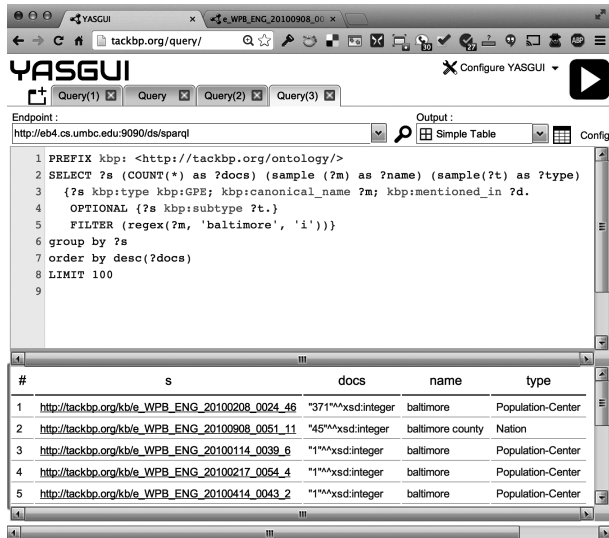 YASGUI
e_WPB_ENG_20100908_00
tackbp.org/query/
30
27
ABP
YASGUI
Configure YASGUI
Query(1)
Query
Query(2)
Query(3)
Endpoint :
Output :
http://eb4.cs.umbc.edu:9090/ds/sparql
Simple Table
Config
1 PREFIX kbp: <http://tackbp.org/ontology/>
2 SELECT ?s (COUNT(*) as ?docs) (sample (?m) as ?name) (sample(?t) as ?type)
3 {?s kbp:type kbp:GPE; kbp:canonical_name ?m; kbp:mentioned_in ?d.
4 OPTIONAL {?s kbp:subtype ?t.}
5 FILTER (regex(?m, 'baltimore', 'i'))}
6 group by ?s
7 order by desc(?docs)
8 LIMIT 100
9
# s docs name type
1 http://tackbp.org/kb/e_WPB_ENG_20100208_0024_46 "371"^^xsd:integer baltimore Population-Center
2 http://tackbp.org/kb/e_WPB_ENG_20100908_0051_11 "45"^^xsd:integer baltimore county Nation
3 http://tackbp.org/kb/e_WPB_ENG_20100114_0039_6 "1"^^xsd:integer baltimore Population-Center
4 http://tackbp.org/kb/e_WPB_ENG_20100217_0054_4 "1"^^xsd:integer baltimore Population-Center
5 http://tackbp.org/kb/e_WPB_ENG_20100414_0043_2 "1"^^xsd:integer baltimore Population-Center